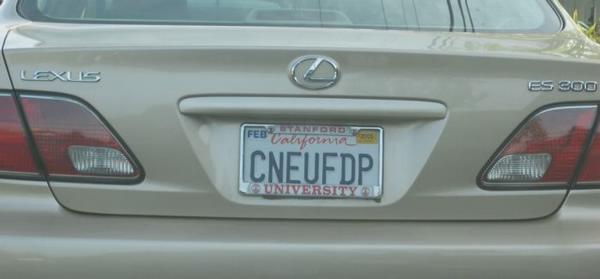 LEXUS
ES 300
STANFORD
FEB
California
CNEUFDP
UNIVERSITY